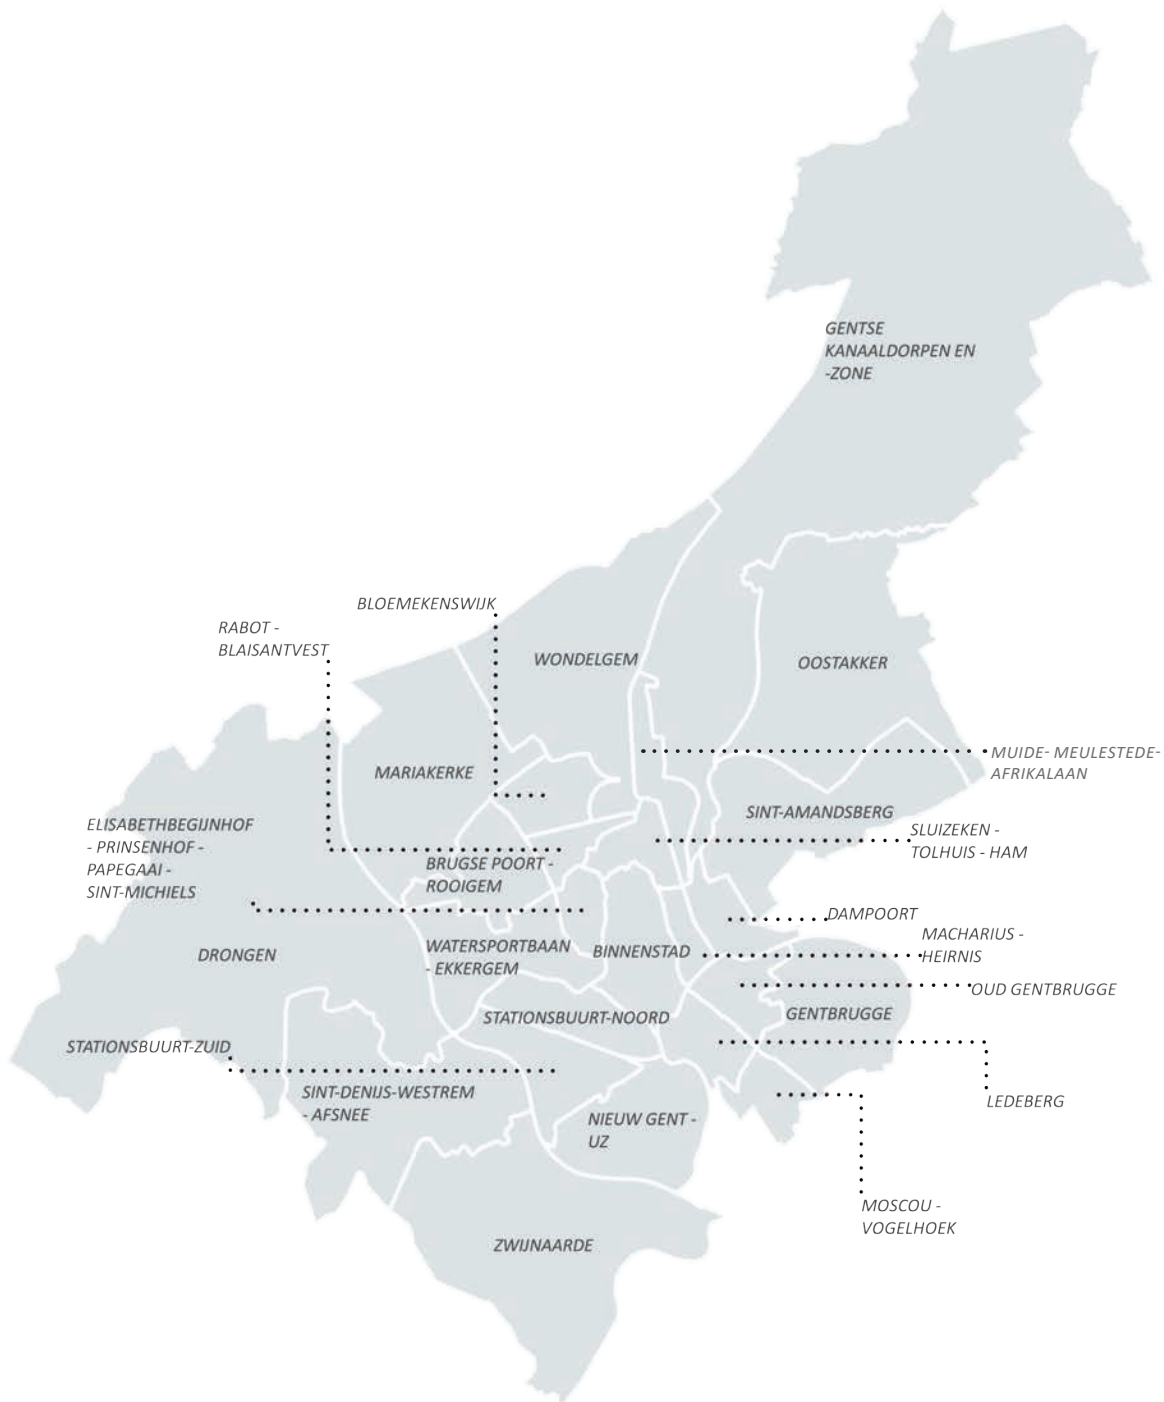 GENTSE
KANAALDORPEN EN
-ZONE
BLOEMEKENSWIJK
RABOT -
BLAISANTVEST
WONDELGEM
OOSTAKKER
MUIDE- MEULESTEDE-
AFRIKALAAN
MARIAKERKE
SINT-AMANDSBERG
ELISABETHBEGIJNHOF
- PRINSENHOF -
PAPEGAAI -
SINT-MICHIELS
SLUIZEKEN -
TOLHUIS - HAM
BRUGSE POORT -
ROOIGEM
DAMPOORT
MACHARIUS -
HEIRNIS
DRONGEN
WATERSPORTBAAN
- EKKERGEM
BINNENSTAD
OUD GENTBRUGGE
STATIONSBUURT-NOORD
GENTBRUGGE
STATIONSBUURT-ZUID
SINT-DENIJS-WESTREM
- AFSNEE
LEDEBERG
NIEUW GENT -
UZ
MOSCOU -
VOGELHOEK
ZWIJNAARDE